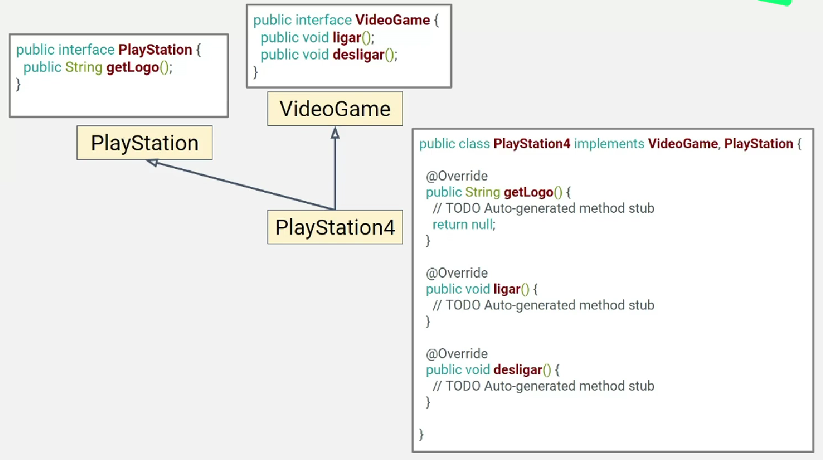 public interface PlayStation {
public String getLogo();
}
PlayStation
public interface VideoGame {
public void ligar();
public void desligar();
}
VideoGame
PlayStation4
public class PlayStation4 implements VideoGame, PlayStation {
@Override
public String getLogo() {
// TODO Auto-generated method stub
return null;
}
@Override
public void ligar() {
// TODO Auto-generated method stub
}
@Override
public void desligar() {
// TODO Auto-generated method stub
}
}